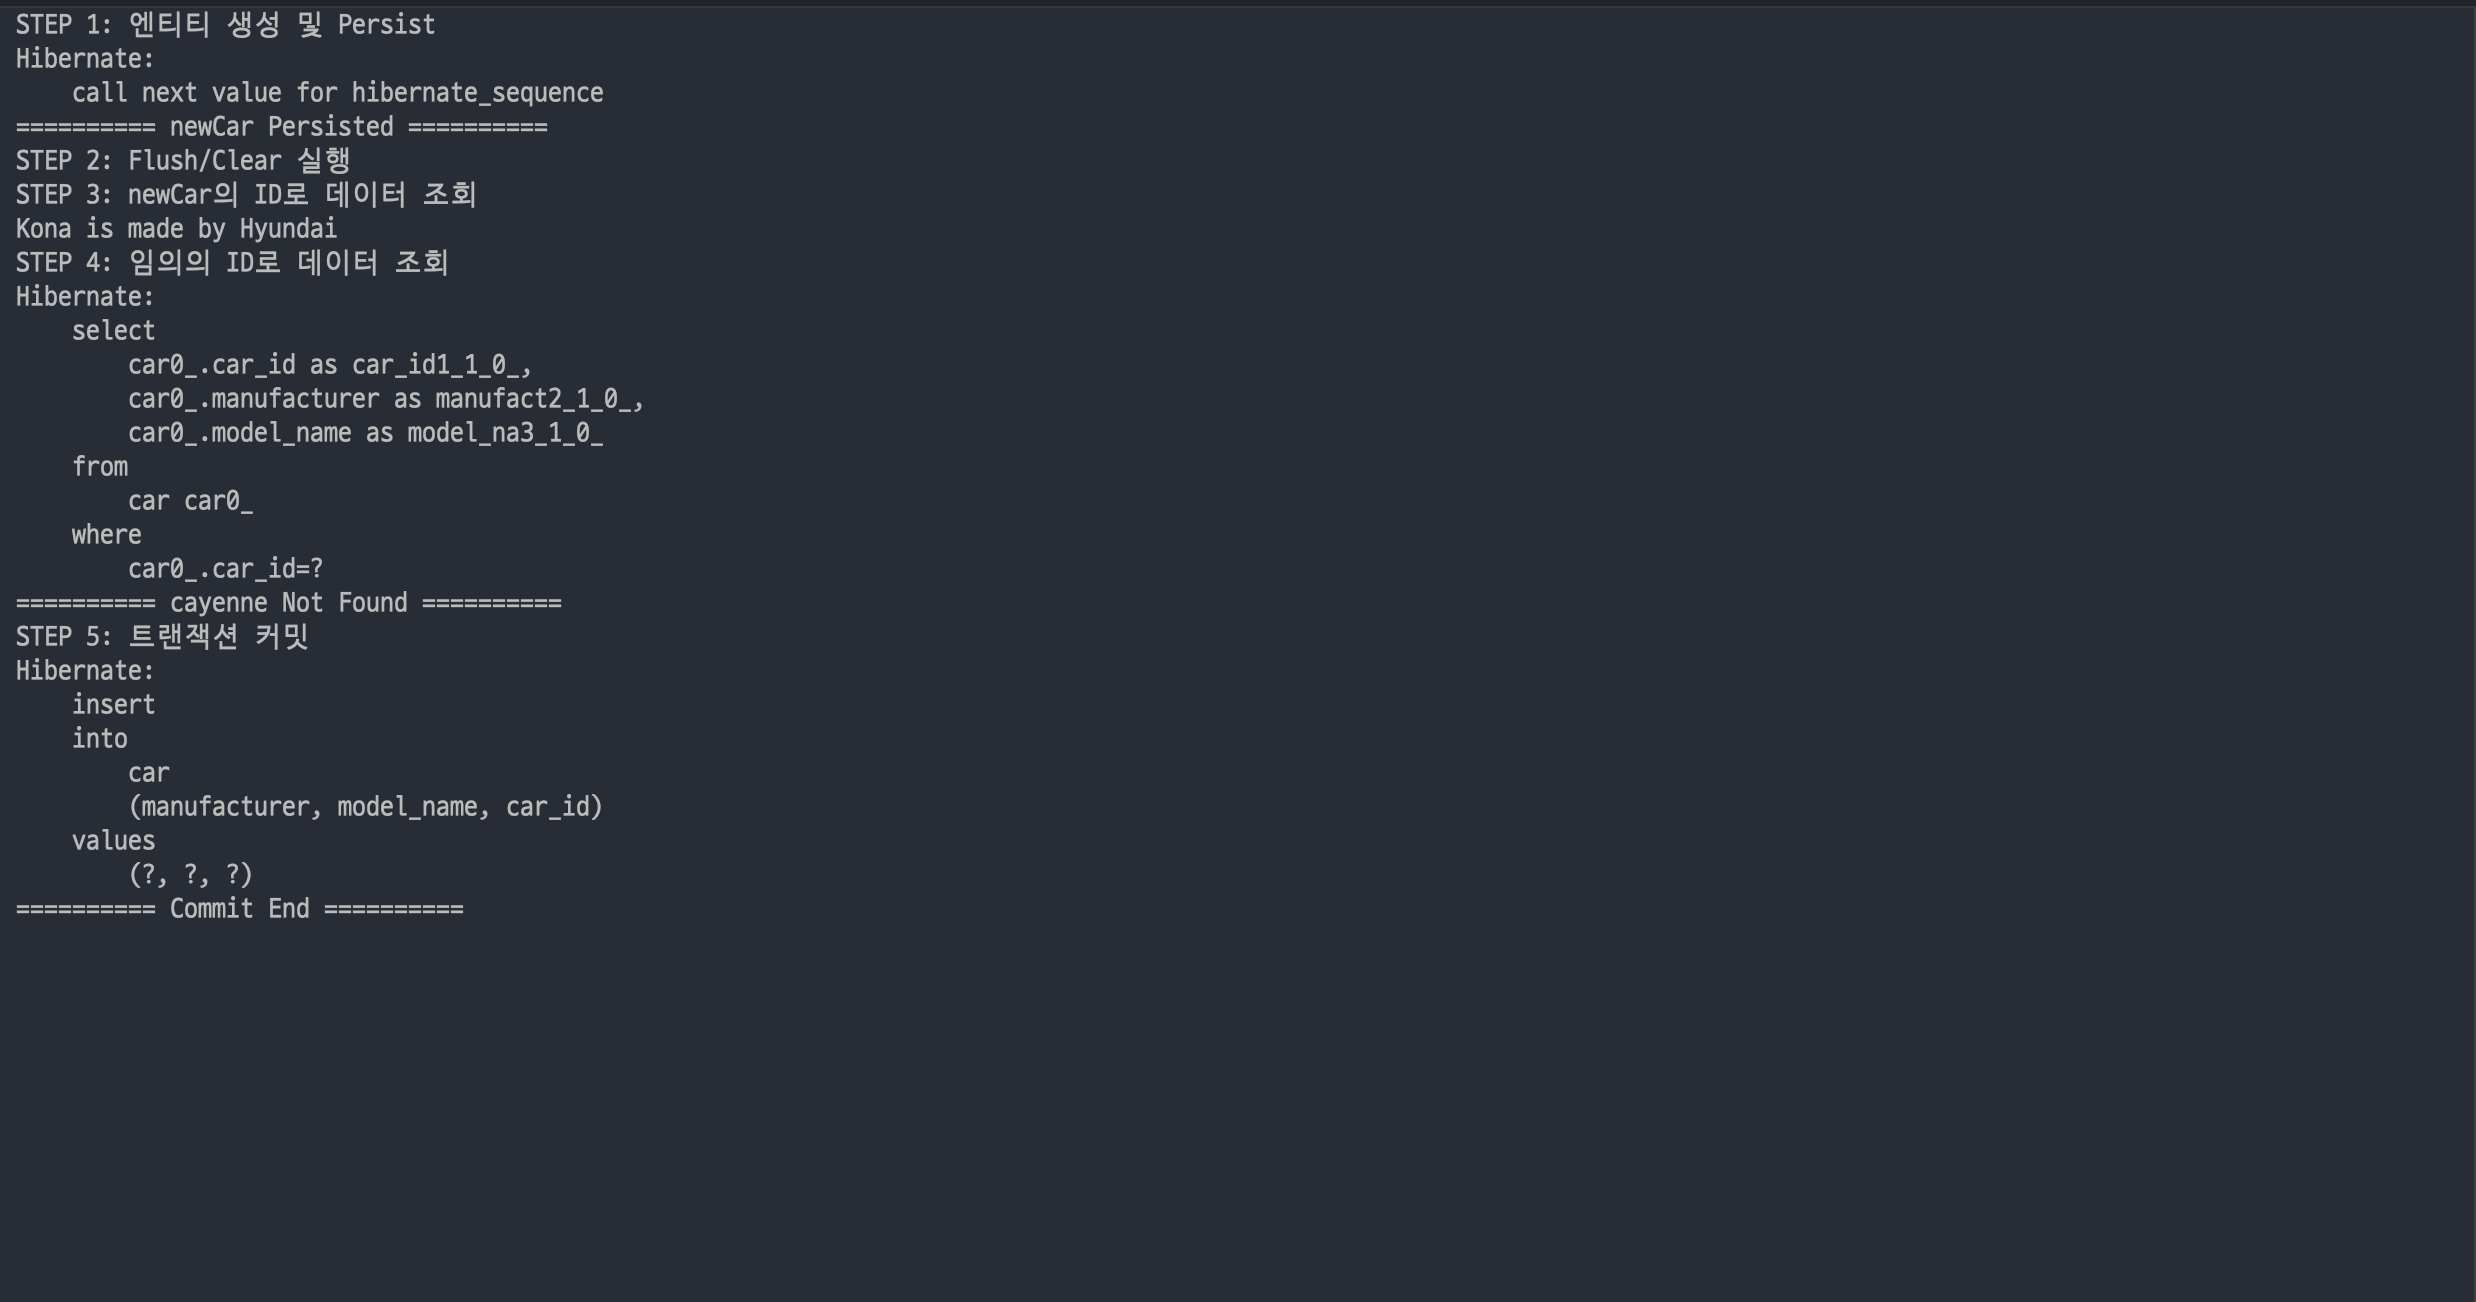 STEP 1: 엔티티 생성 및 Persist
Hibernate:
    call next value for hibernate_sequence
========== newCar Persisted ==========
STEP 2: Flush/Clear 실행
STEP 3: newCar의 ID로 데이터 조회
Kona is made by Hyundai
STEP 4: 임의의 ID로 데이터 조회
Hibernate:
    select
        car0_.car_id as car_id1_1_0_,
        car0_.manufacturer as manufact2_1_0_,
        car0_.model_name as model_na3_1_0_
    from
        car car0_
    where
        car0_.car_id=?
========== cayenne Not Found ==========
STEP 5: 트랜잭션 커밋
Hibernate:
    insert
    into
        car
        (manufacturer, model_name, car_id)
    values
        (?, ?, ?)
========== Commit End ==========